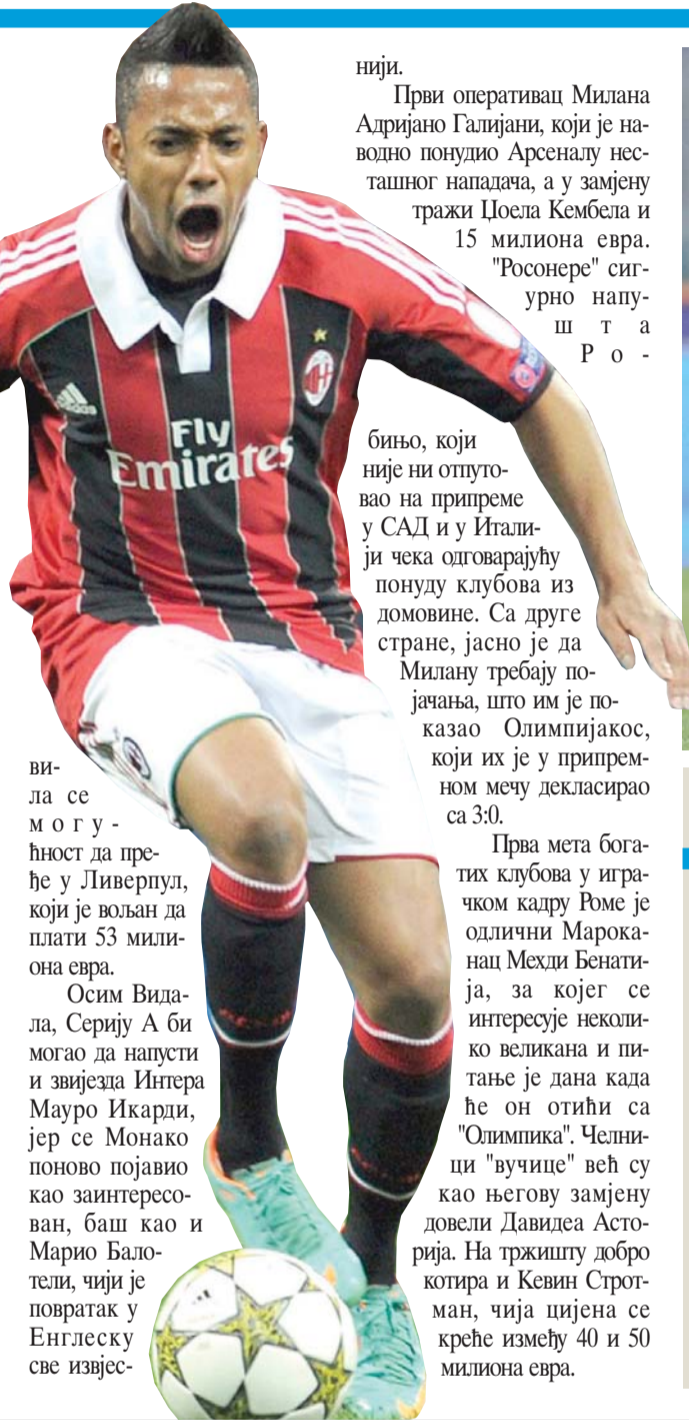 ви-
ла се
могу-
ћност да пре-
ђе у Ливерпул,
који је вољан да
плати 53 мили-
она евра.
Осим Вида-
ла, Серију А би
могао да напусти
и звијезда Интера
Мауро Икарди,
јер се Монако
поново појавио
као заинтересо-
ван, баш као и
Марио Бало-
тели, чији је
повратак у
Енглеску
све извјес-
нији.
Први оперативац Милана
Адријано Галијани, који је на-
водно понудио Арсеналу нес-
ташног нападача, а у замјену
тражи Џоела Кембела и
15 милиона евра.
"Росонере" сиг-
урно напу-
шта
Ро-
бињо, који
није ни отпуто-
вао на припреме
у САД и у Итали-
ји чека одговарајућу
понуду клубова из
домовине. Са друге
стране, јасно је да
Милану требају по-
јачања, што им је по-
казао Олимпијакос,
који их је у припрем-
ном мечу декласирао
са 3:0.
Прва мета бога-
тих клубова у игра-
чком кадру Роме је
одлични Марока-
нац Мехди Бенати-
ја, за којег се
интересује неколи-
ко великана и пи-
тање је дана када
ће он отићи са
"Олимпика". Челни-
ци "вучице" већ су
као његову замјену
довели Давидеа Асто-
рија. На тржишту добро
котира и Кевин Строт-
ман, чија цијена се
креће између 40 и 50
милиона евра.
adidas
Fly
Emirates